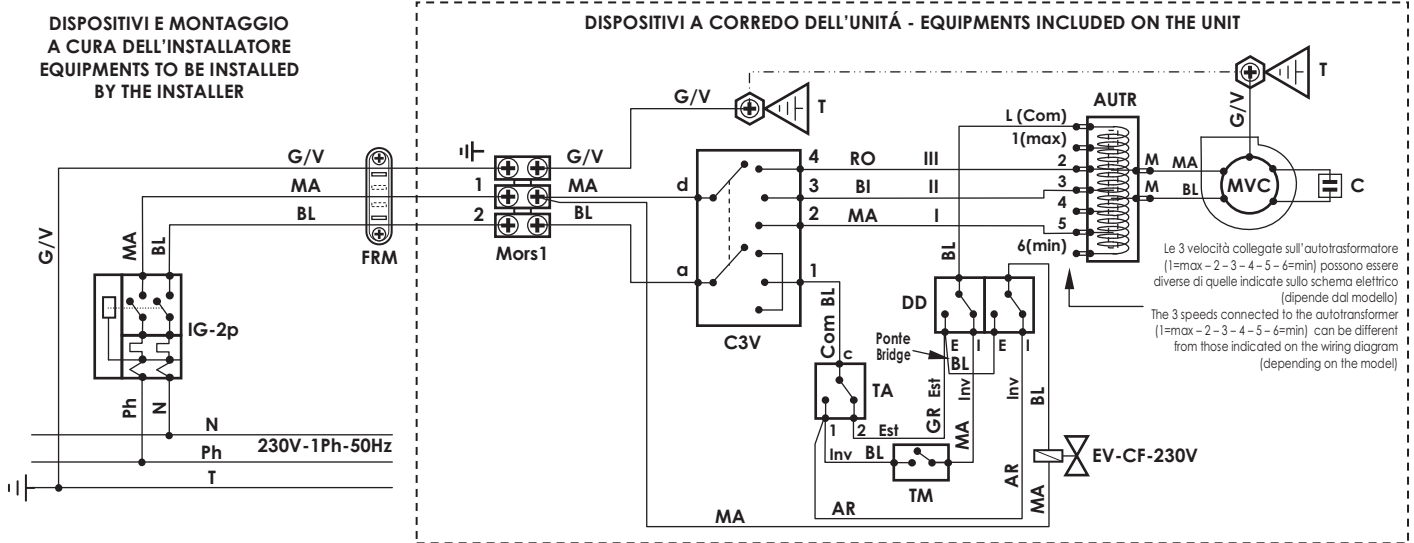 DISPOSITIVI E MONTAGGIO
A CURA DELL'INSTALLATORE
EQUIPMENTS TO BE INSTALLED
BY THE INSTALLER
DISPOSITIVI A CORREDO DELL'UNITÁ - EQUIPMENTS INCLUDED ON THE UNIT
G/V
T
T
G/V
AUTR
L (Com)
1(max)
2
3
4
5
6(min)
M
MA
M
BL
MVC
C
G/V
G/V
MA
1
MA
BL
2
BL
FRM
Mors1
d
a
4
RO
III
3
BI
II
2
MA
I
1
C3V
G/V
MA
BL
IG-2p
Ph
N
N
230V-1Ph-50Hz
Ph
T
Com BL
c
TA
1
2
Est
Inv
BL
TM
BL
DD
Ponte
Bridge
E
I
E
I
BL
GR
Est
Inv
MA
Inv
AR
BL
MA
EV-CF-230V
MA
AR
Le 3 velocità collegate sull'autotrasformatore
(1=max – 2 – 3 – 4 – 5 – 6=min) possono essere
diverse di quelle indicate sullo schema elettrico
(dipende dal modello)
The 3 speeds connected to the autotransformer
(1=max – 2 – 3 – 4 – 5 – 6=min) can be different
from those indicated on the wiring diagram
(depending on the model)